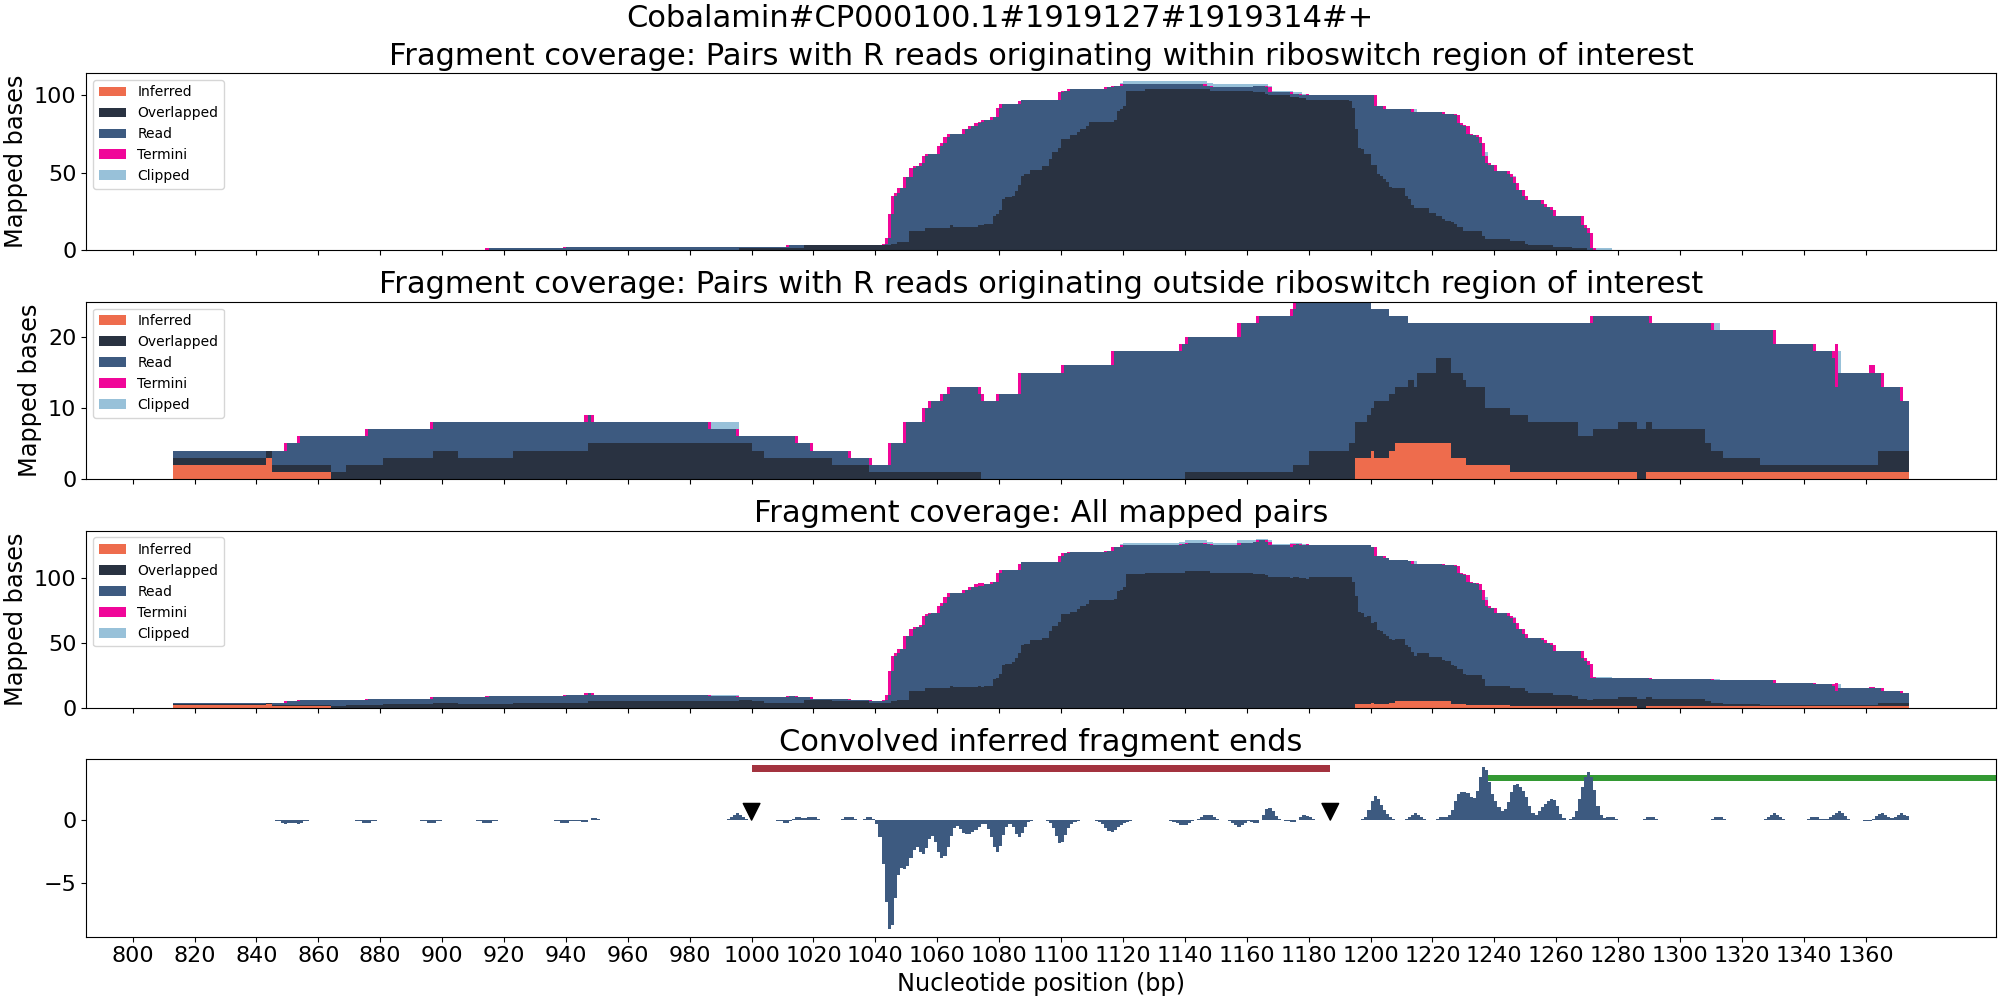 Cobalamin#CP000100.1#1919127#1919314#+
Fragment coverage: Pairs with R reads originating within riboswitch region of interest
Mapped bases
100
50
0
Inferred
Overlapped
Read
Termini
Clipped
Fragment coverage: Pairs with R reads originating outside riboswitch region of interest
Mapped bases
20
10
0
Inferred
Overlapped
Read
Termini
Clipped
Fragment coverage: All mapped pairs
Mapped bases
100
50
0
Inferred
Overlapped
Read
Termini
Clipped
Convolved inferred fragment ends
0
−5
800 820 840 860 880 900 920 940 960 980 1000 1020 1040 1060 1080 1100 1120 1140 1160 1180 1200 1220 1240 1260 1280 1300 1320 1340 1360
Nucleotide position (bp)